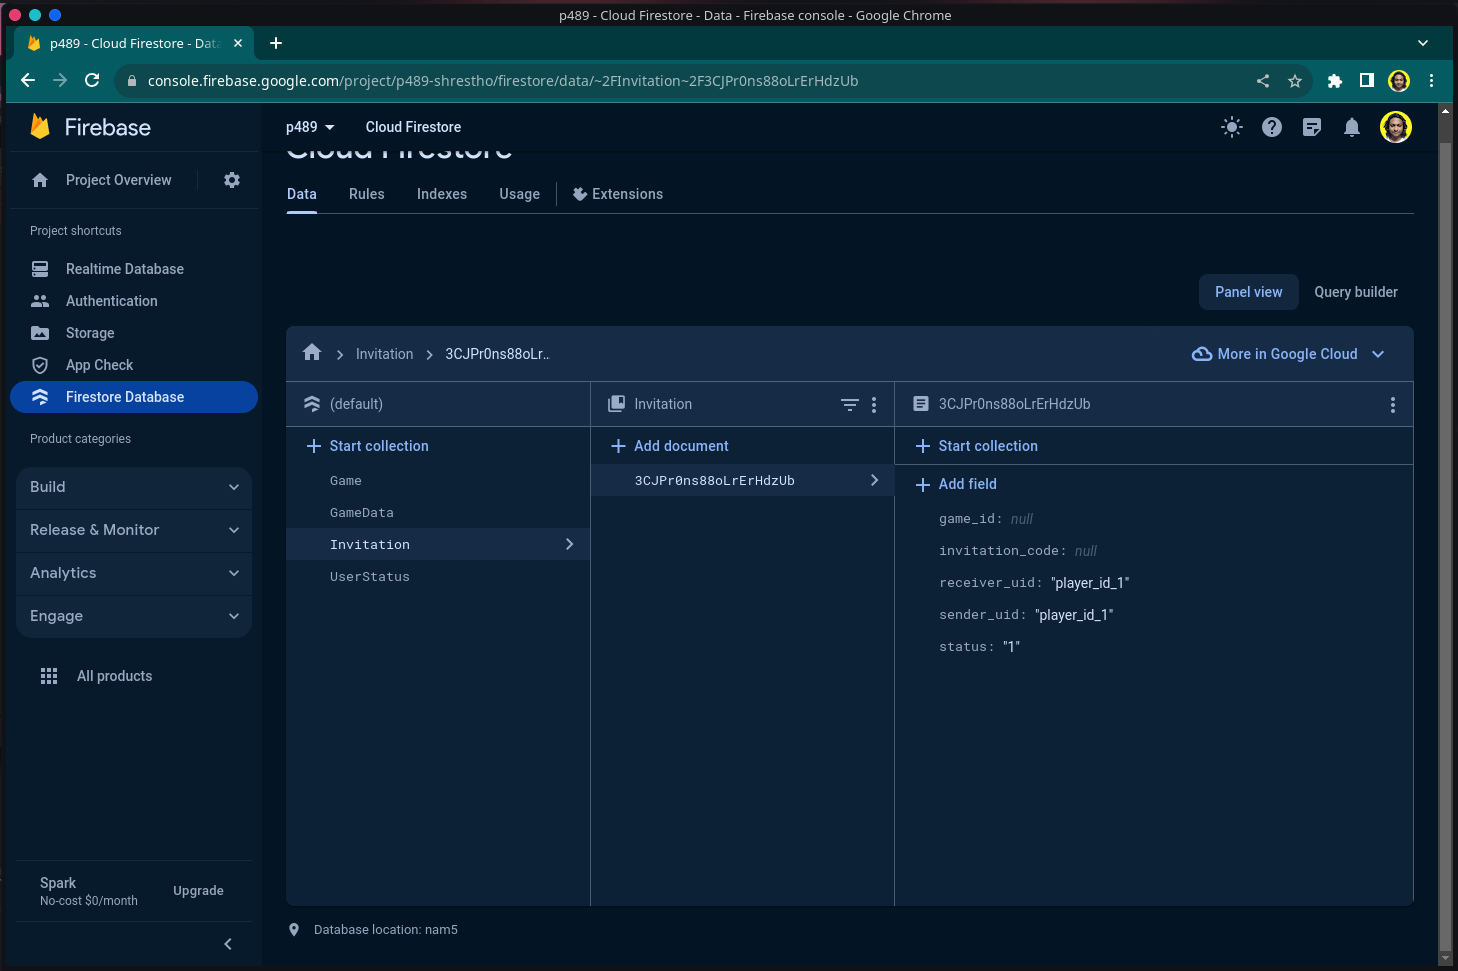 p489 - Cloud Firestore - Data - Firebase console - Google Chrome
p489 - Cloud Firestore - Data
console.firebase.google.com/project/p489-shrestho/firestore/data/~2FInvitation~2F3CJPr0ns88oLrErHdzUb
Firebase
p489
Cloud Firestore
Cloud Firestore
Project Overview
Data
Rules
Indexes
Usage
Extensions
Project shortcuts
Realtime Database
Authentication
Storage
App Check
Firestore Database
Product categories
Build
Release & Monitor
Analytics
Engage
All products
Spark
No-cost $0/month
Upgrade
Panel view
Query builder
Invitation
3CJPr0ns88oLr...
More in Google Cloud
(default)
Start collection
Game
GameData
Invitation
UserStatus
Invitation
Add document
3CJPr0ns88oLrErHdzUb
3CJPr0ns88oLrErHdzUb
Start collection
Add field
game_id: null
invitation_code: null
receiver_uid: "player_id_1"
sender_uid: "player_id_1"
status: "1"
Database location: nam5